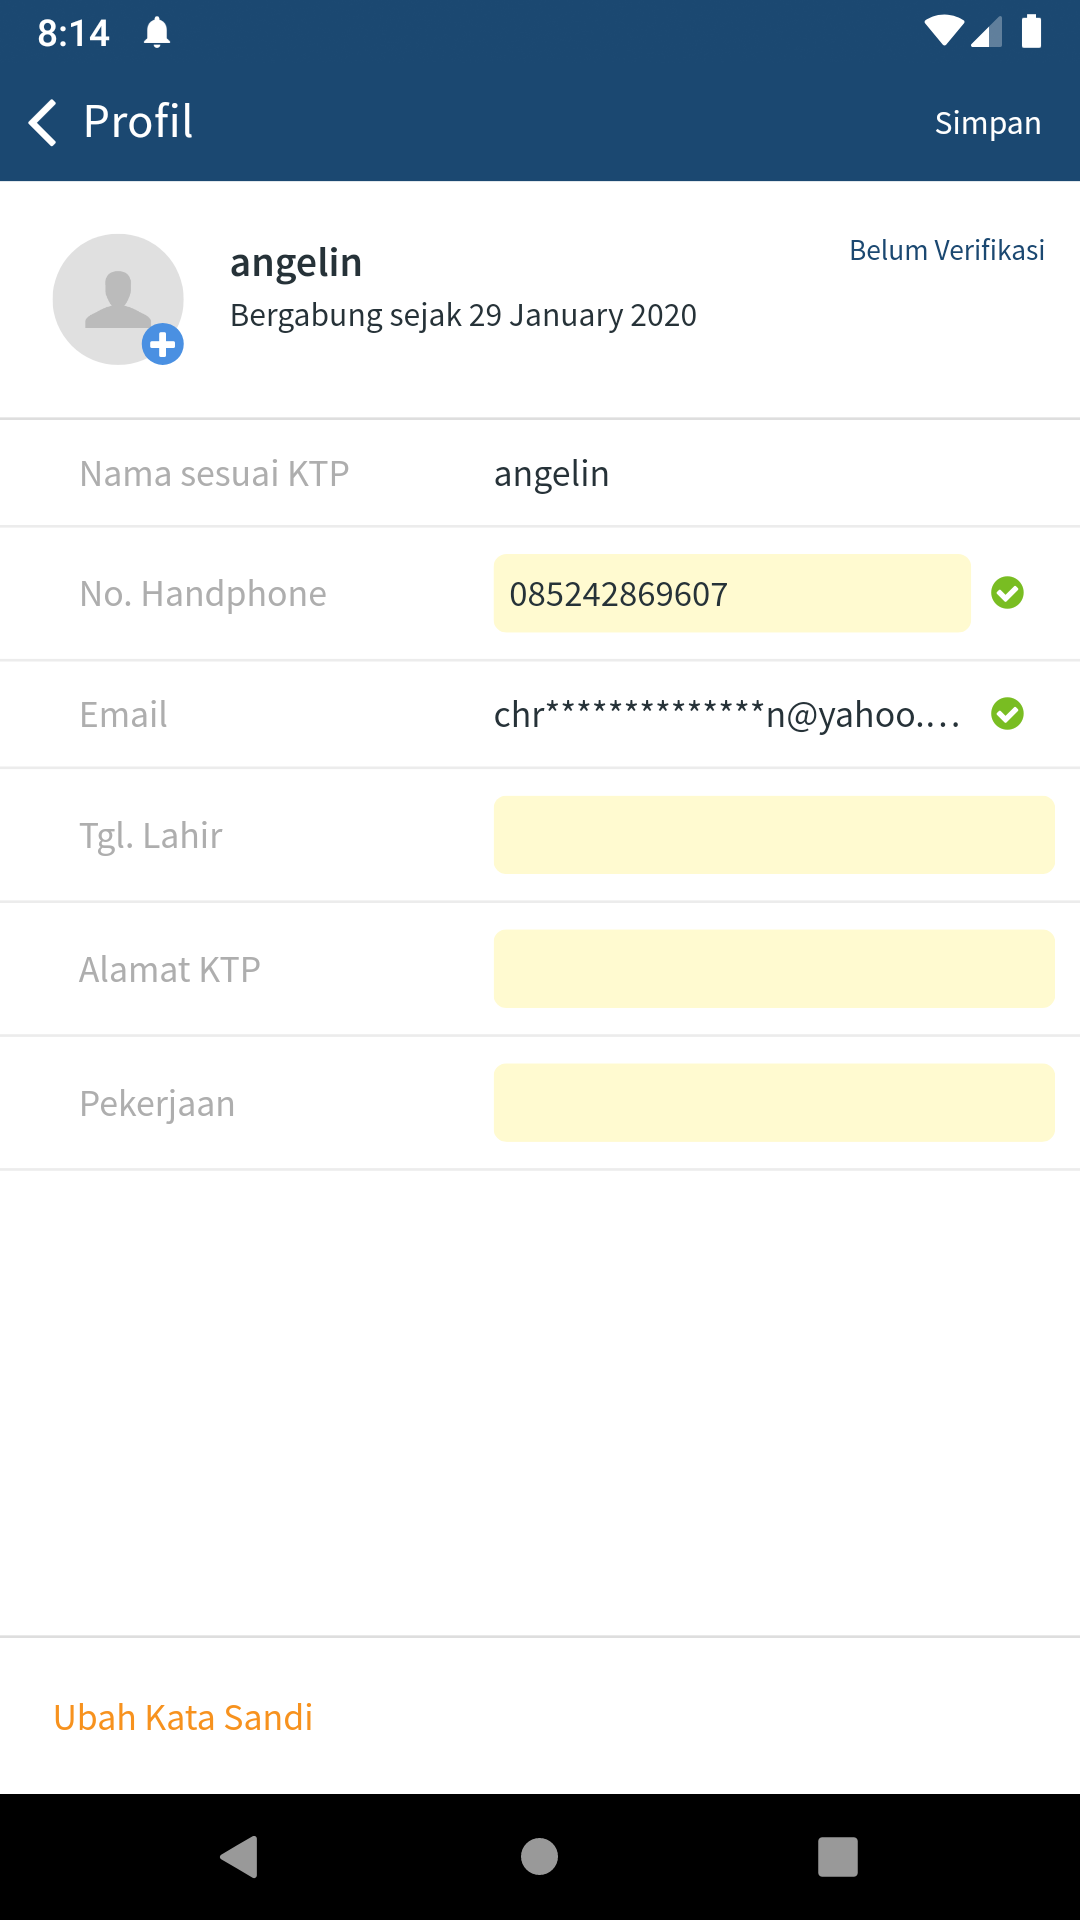 8:14
Profil
Simpan
angelin
Belum Verifikasi
Bergabung sejak 29 January 2020
Nama sesuai KTP
angelin
No. Handphone
085242869607
Email
chr**************n@yahoo....
Tgl. Lahir
Alamat KTP
Pekerjaan
Ubah Kata Sandi